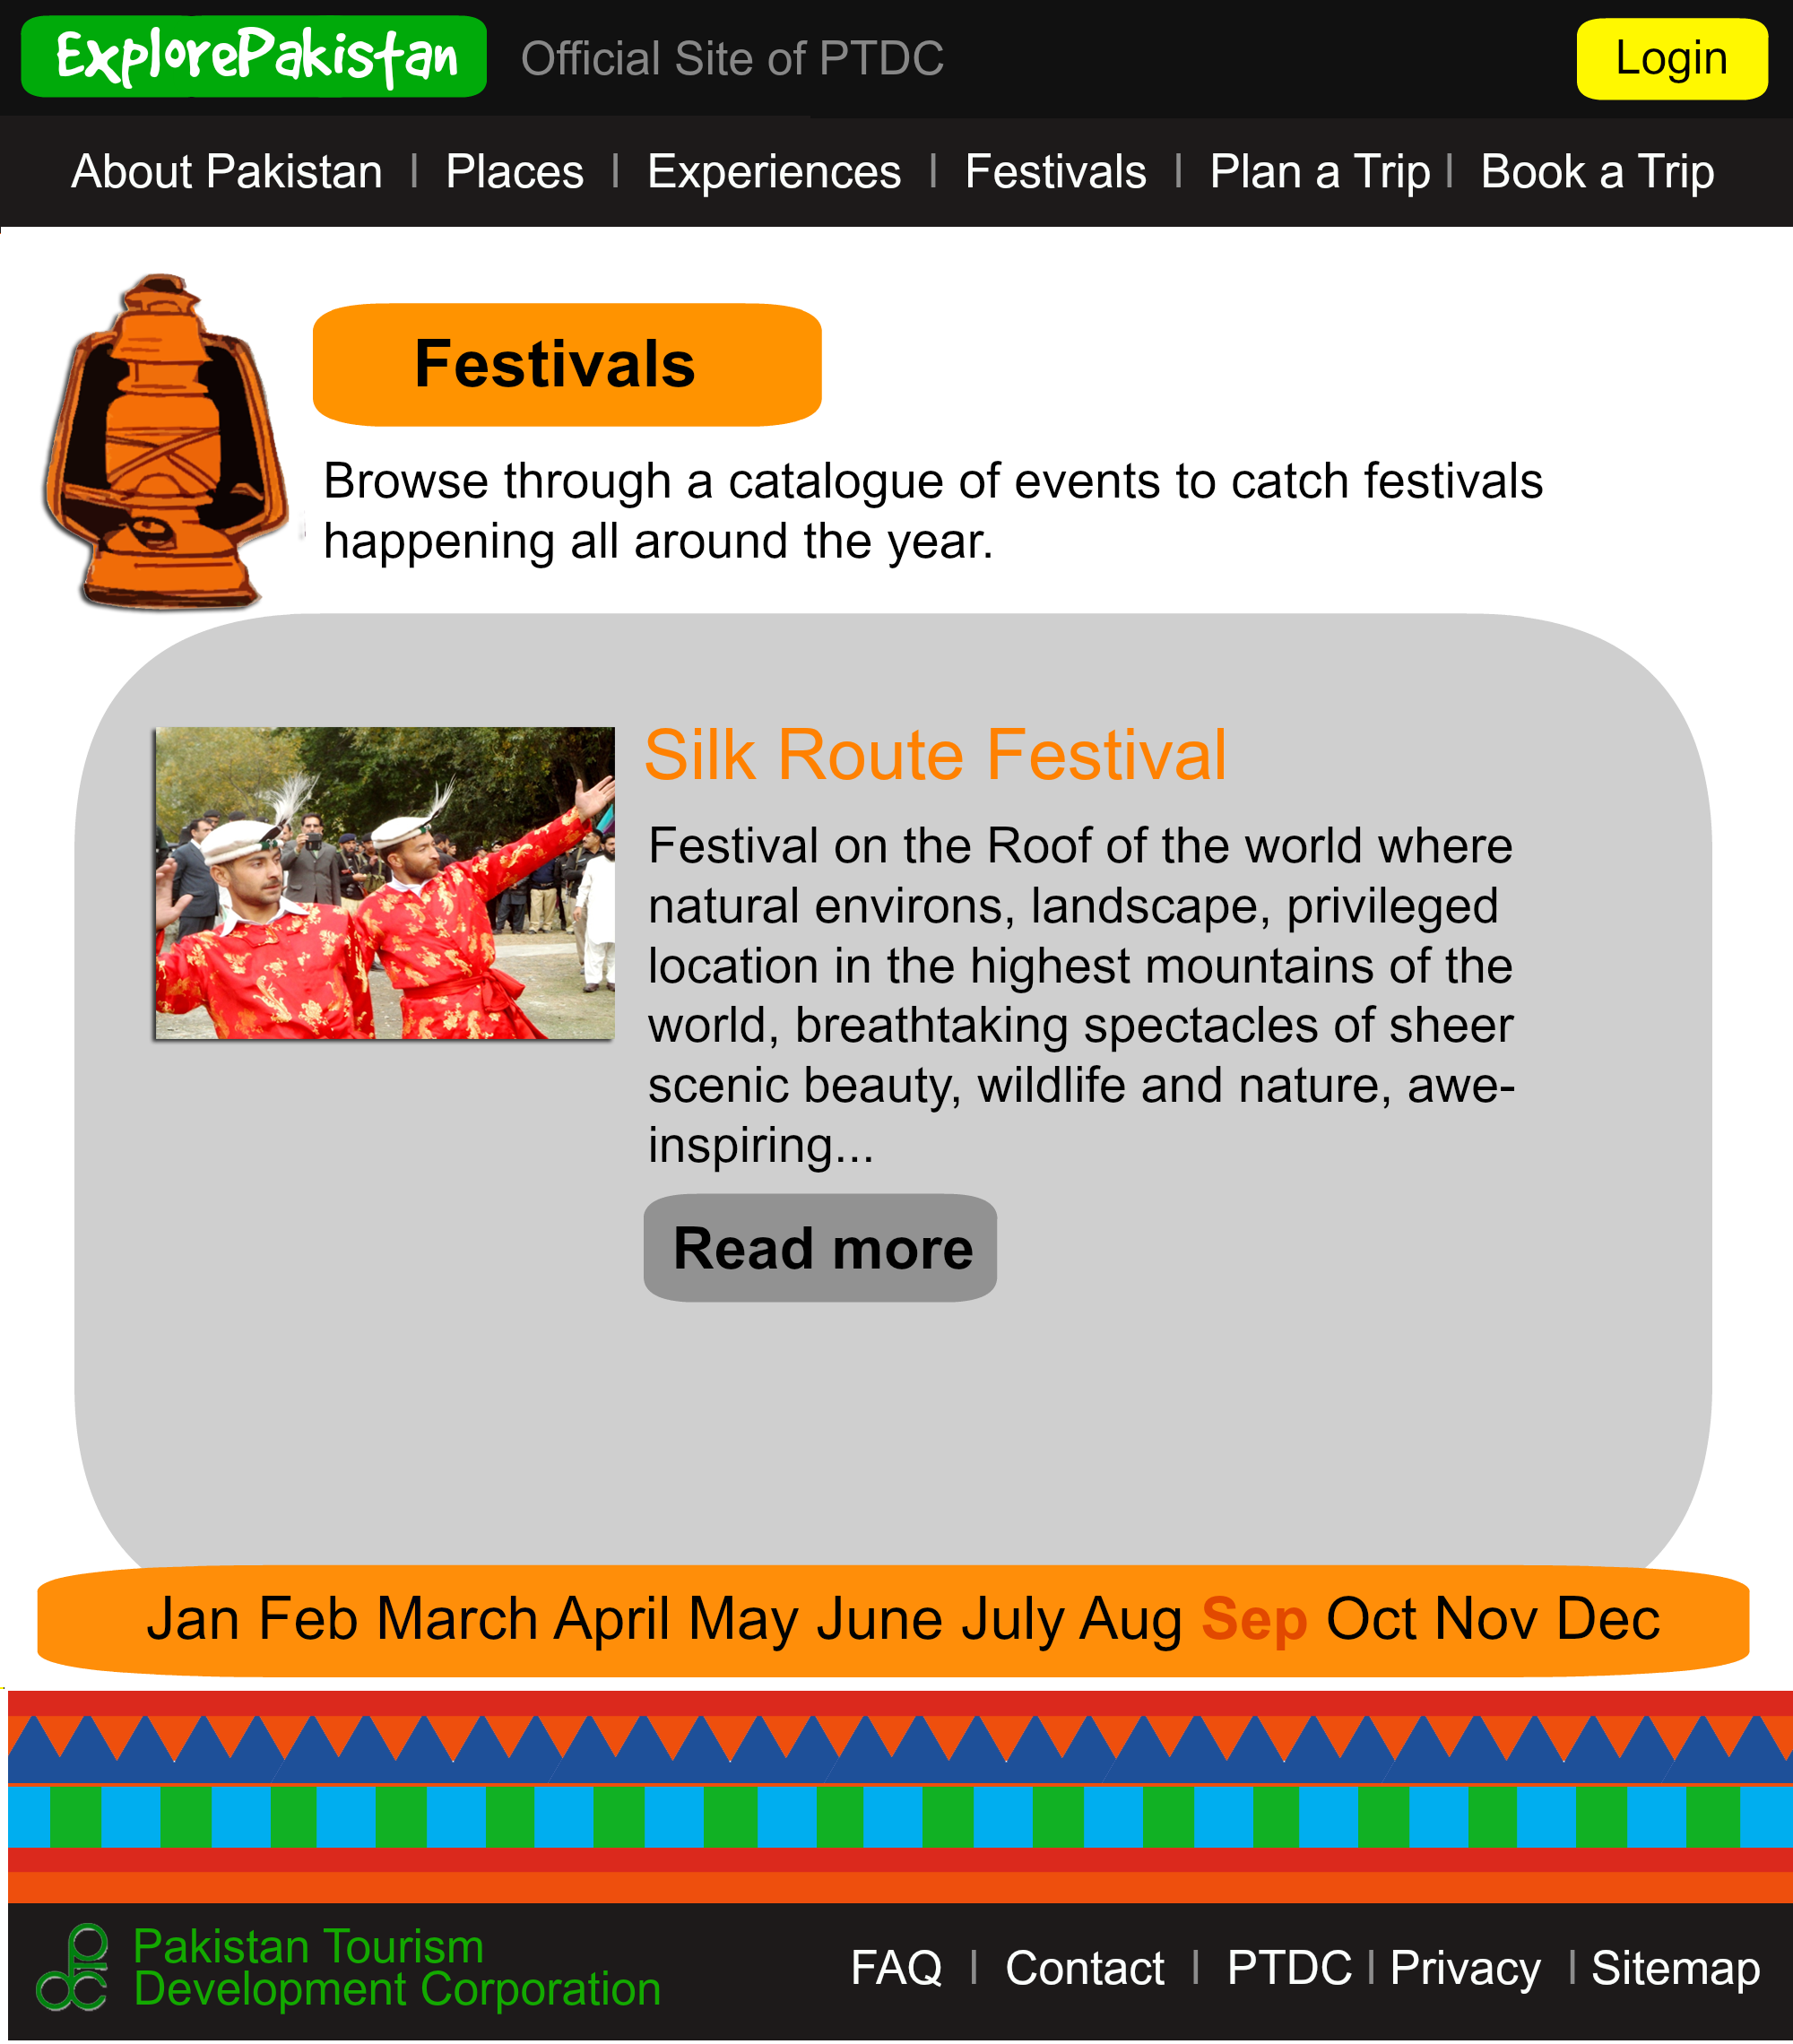 ExplorePakistan Official Site of PTDC Login
About Pakistan | Places | Experiences | Festivals | Plan a Trip | Book a Trip
Festivals
Browse through a catalogue of events to catch festivals
happening all around the year.
Silk Route Festival
Festival on the Roof of the world where
natural environs, landscape, privileged
location in the highest mountains of the
world, breathtaking spectacles of sheer
scenic beauty, wildlife and nature, awe-
inspiring...
Read more
Jan Feb March April May June July Aug Sep Oct Nov Dec
Pakistan Tourism
Development Corporation
FAQ | Contact | PTDC | Privacy | Sitemap